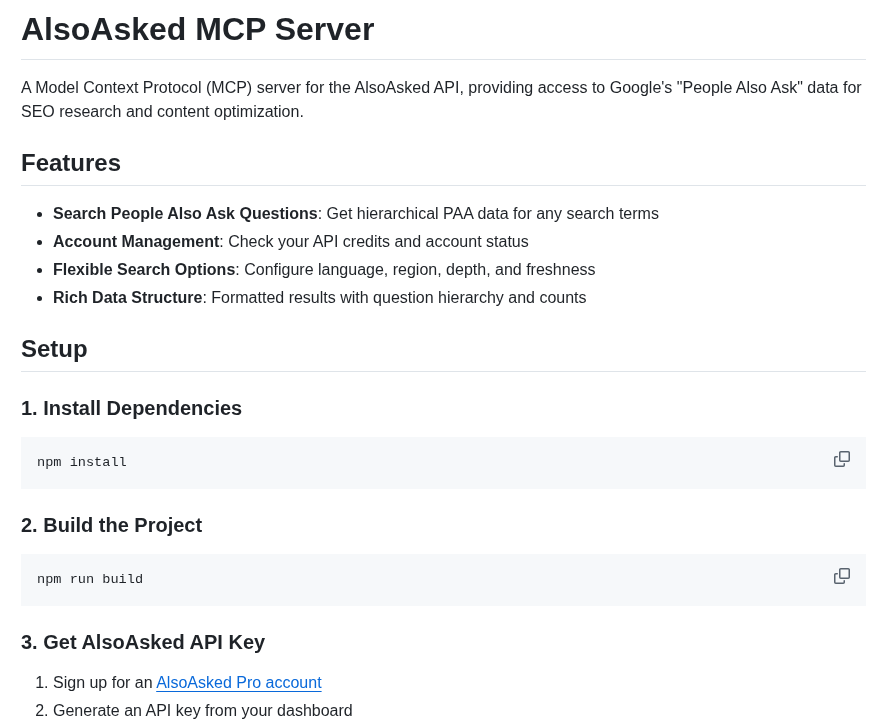 AlsoAsked MCP Server
A Model Context Protocol (MCP) server for the AlsoAsked API, providing access to Google's "People Also Ask" data for
SEO research and content optimization.
Features
• Search People Also Ask Questions: Get hierarchical PAA data for any search terms
• Account Management: Check your API credits and account status
• Flexible Search Options: Configure language, region, depth, and freshness
• Rich Data Structure: Formatted results with question hierarchy and counts
Setup
1. Install Dependencies
npm install
2. Build the Project
npm run build
3. Get AlsoAsked API Key
1. Sign up for an AlsoAsked Pro account
2. Generate an API key from your dashboard